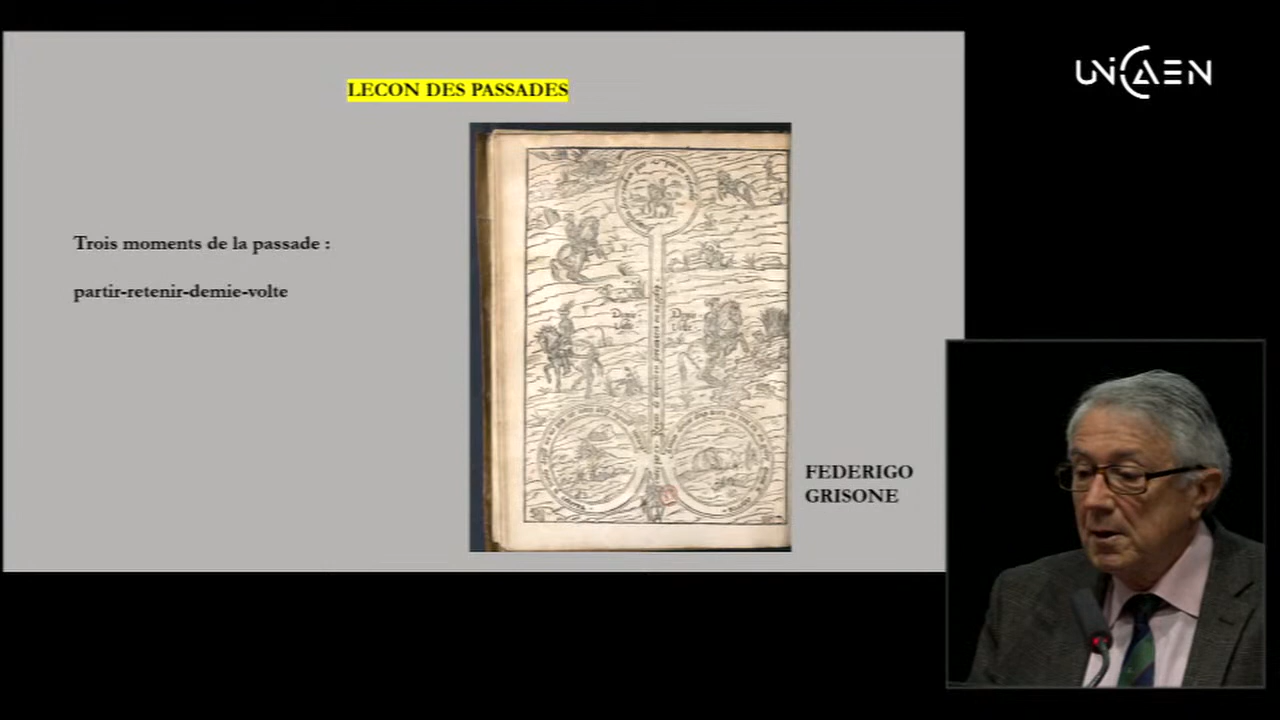 LECON DES PASSADES
UNICAEN
Trois moments de la passade :
partir-retenir-demie-volte
FEDERIGO
GRISONE